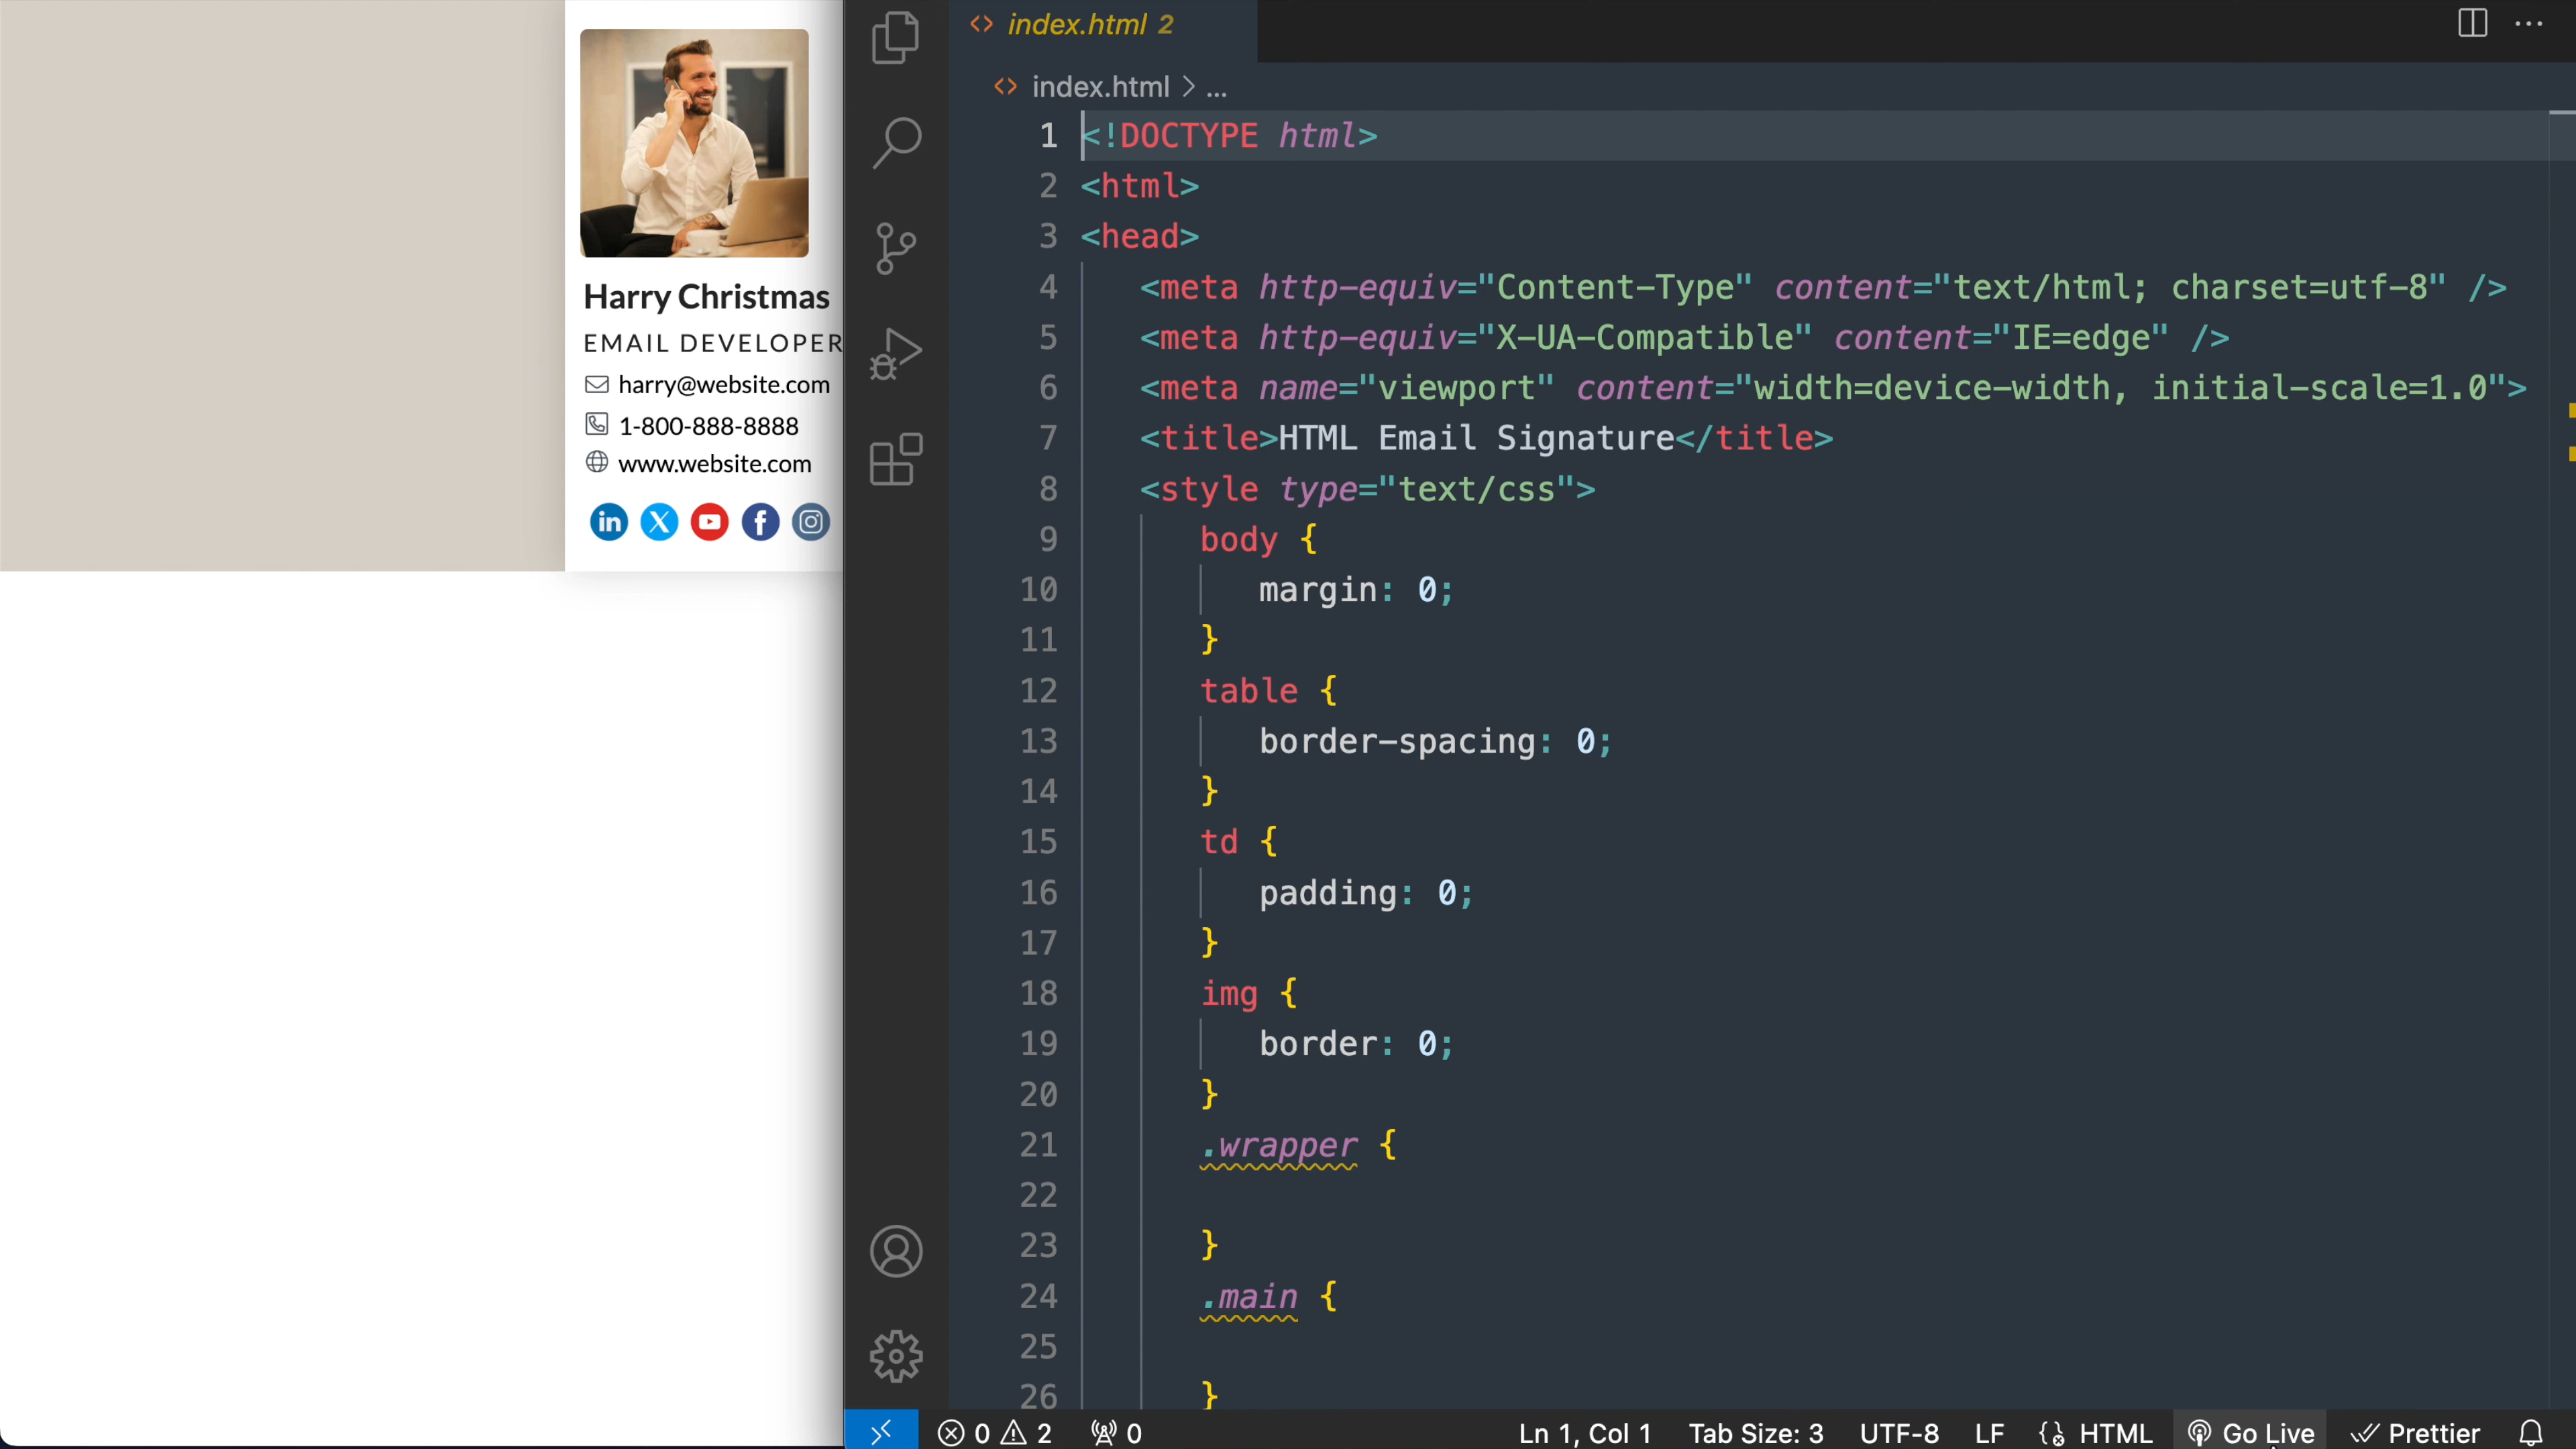 Harry Christmas
EMAIL DEVELOPER
harry@website.com
1-800-888-8888
www.website.com
in X f
index.html 2
index.html > ...
1 <!DOCTYPE html>
2 <html>
3 <head>
4 <meta http-equiv="Content-Type" content="text/html; charset=utf-8" />
5 <meta http-equiv="X-UA-Compatible" content="IE=edge" />
6 <meta name="viewport" content="width=device-width, initial-scale=1.0">
7 <title>HTML Email Signature</title>
8 <style type="text/css">
9 body {
10 margin: 0;
11 }
12 table {
13 border-spacing: 0;
14 }
15 td {
16 padding: 0;
17 }
18 img {
19 border: 0;
20 }
21 .wrapper {
22
23 }
24 .main {
25
26 }
0 2 0 Ln 1, Col 1 Tab Size: 3 UTF-8 LF HTML Go Live Prettier